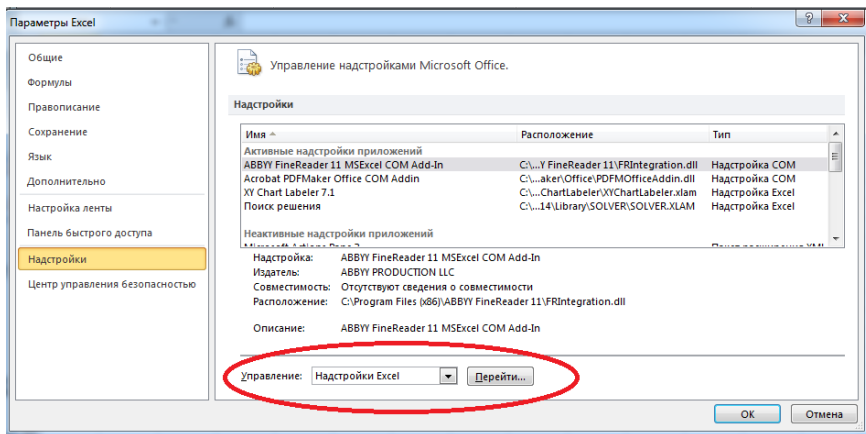 Параметры Excel
Общие
Формулы
Правописание
Сохранение
Язык
Дополнительно
Настройка ленты
Панель быстрого доступа
Надстройки
Центр управления безопасностью
Управление надстройками Microsoft Office.
Надстройки
Имя Расположение Тип
Активные надстройки приложений
ABBYY FineReader 11 MSExcel COM Add-In C:\...Y FineReader 11\FRIntegration.dll Надстройка COM
Acrobat PDFMaker Office COM Addin C:\...aker\Office\PDFMOfficeAddin.dll Надстройка COM
XY Chart Labeler 7.1 C:\...ChartLabeler\XYChartLabeler.xlam Надстройка Excel
Поиск решения C:\...14\Library\SOLVER\SOLVER.XLAM Надстройка Excel
Неактивные надстройки приложений
Надстройка: ABBYY FineReader 11 MSExcel COM Add-In
Издатель: ABBYY PRODUCTION LLC
Совместимость: Отсутствуют сведения о совместимости
Расположение: C:\Program Files (x86)\ABBYY FineReader 11\FRIntegration.dll
Описание: ABBYY FineReader 11 MSExcel COM Add-In
Управление: Надстройки Excel Перейти...
ОК Отмена